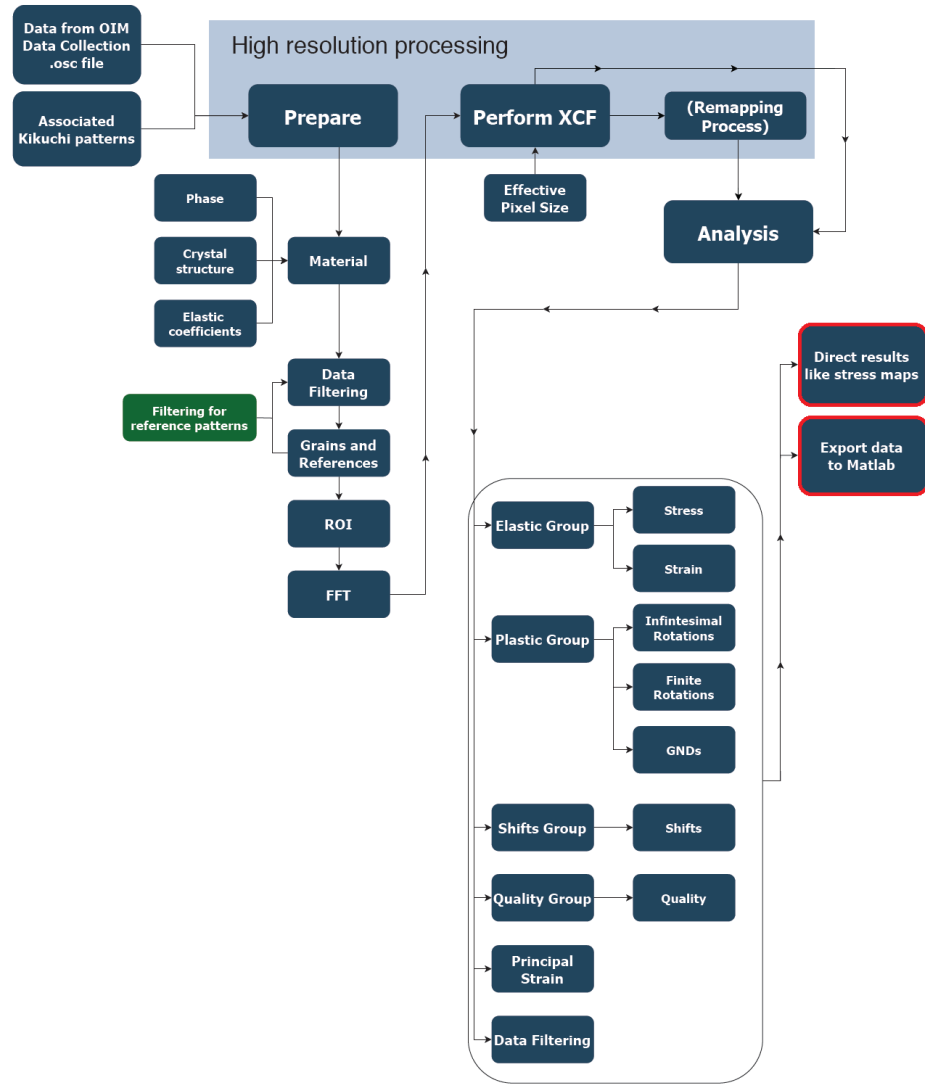 Data from OIM
Data Collection
.osc file
Associated
Kikuchi patterns
High resolution processing
Prepare
Perform XCF
(Remapping
Process)
Effective
Pixel Size
Analysis
Phase
Crystal
structure
Elastic
coefficients
Material
Data
Filtering
Filtering for
reference patterns
Grains and
References
ROI
FFT
Direct results
like stress maps
Export data
to Matlab
Elastic Group
Stress
Strain
Plastic Group
Infintesimal
Rotations
Finite
Rotations
GNDs
Shifts Group
Shifts
Quality Group
Quality
Principal
Strain
Data Filtering